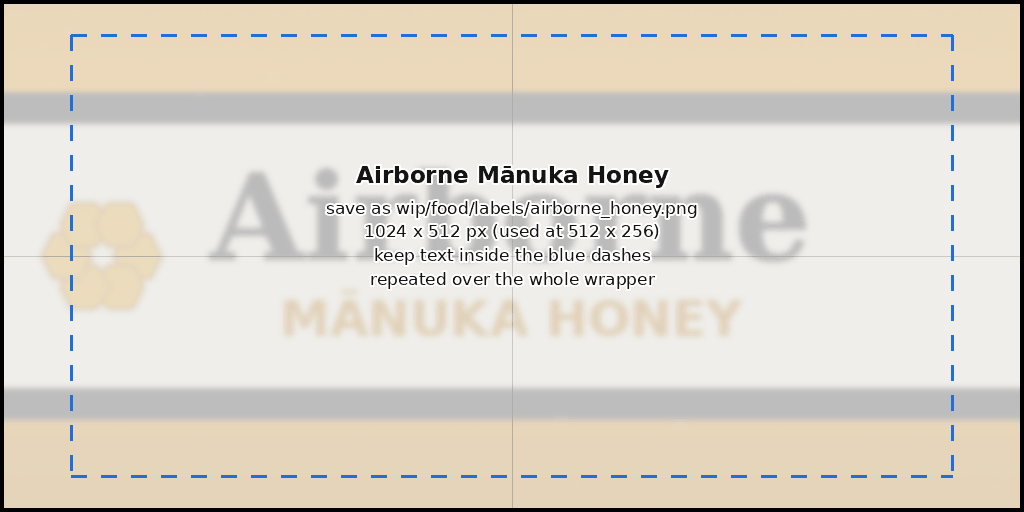 Airborne Mānuka Honey
save as wip/food/labels/airborne_honey.png
1024 x 512 px (used at 512 x 256)
keep text inside the blue dashes
repeated over the whole wrapper
Airborne
MĀNUKA HONEY